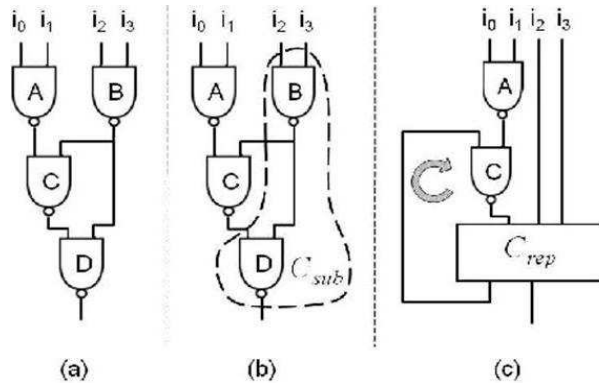 i0 i1 i2 i3
A B
C
D
(a)
i0 i1 i2 i3
A B
C
D Csub
(b)
i0 i1 i2 i3
A
C
Crep
(c)